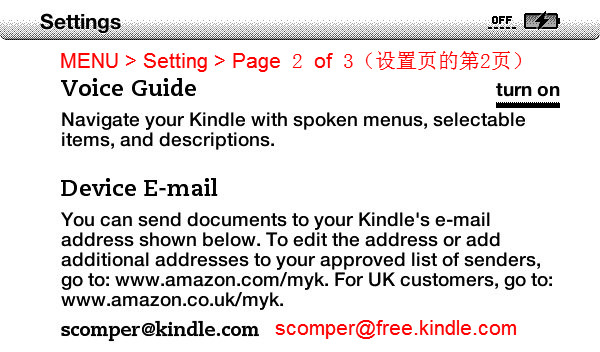 Settings OFF
MENU > Setting > Page 2 of 3（设置页的第2页）
Voice Guide turn on
Navigate your Kindle with spoken menus, selectable
items, and descriptions.
Device E-mail
You can send documents to your Kindle's e-mail
address shown below. To edit the address or add
additional addresses to your approved list of senders,
go to: www.amazon.com/myk. For UK customers, go to:
www.amazon.co.uk/myk.
scomper@kindle.com scomper@free.kindle.com